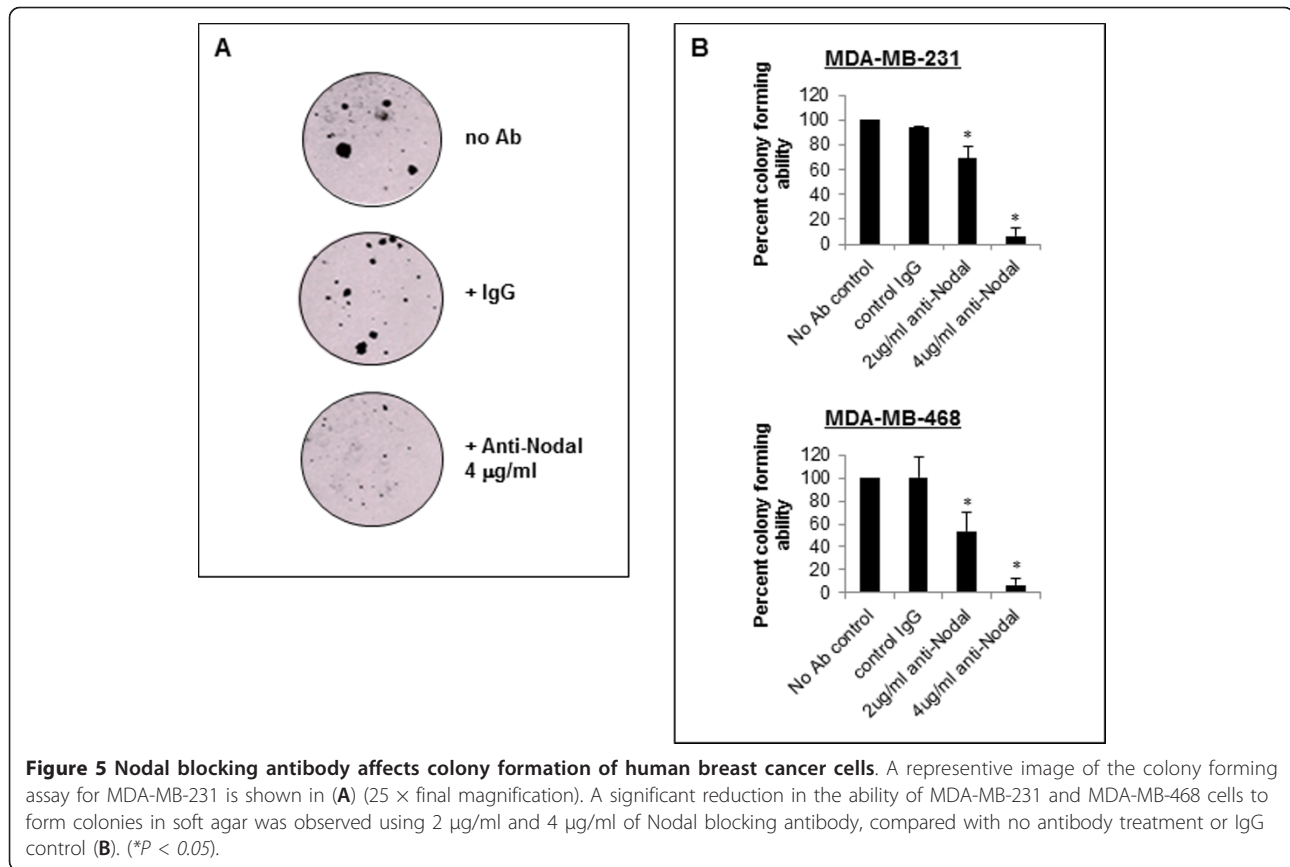 A
no Ab
+ IgG
+ Anti-Nodal
4 µg/ml
B
MDA-MB-231
Percent colony forming
ability
120
100
80
60
40
20
0
*
*
No Ab control
control IgG
2ug/ml anti-Nodal
4ug/ml anti-Nodal
MDA-MB-468
Percent colony forming
ability
120
100
80
60
40
20
0
*
*
No Ab control
control IgG
2ug/ml anti-Nodal
4ug/ml anti-Nodal
Figure 5 Nodal blocking antibody affects colony formation of human breast cancer cells. A representive image of the colony forming
assay for MDA-MB-231 is shown in (A) (25 × final magnification). A significant reduction in the ability of MDA-MB-231 and MDA-MB-468 cells to
form colonies in soft agar was observed using 2 µg/ml and 4 µg/ml of Nodal blocking antibody, compared with no antibody treatment or IgG
control (B). (*P < 0.05).